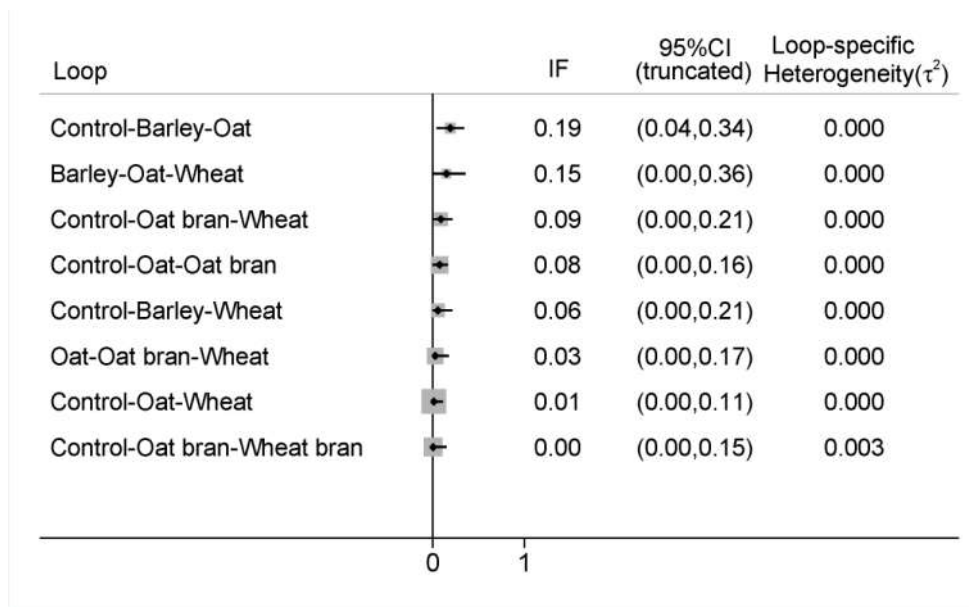 Loop IF 95%CI (truncated) Loop-specific Heterogeneity(τ²)
Control-Barley-Oat 0.19 (0.04,0.34) 0.000
Barley-Oat-Wheat 0.15 (0.00,0.36) 0.000
Control-Oat bran-Wheat 0.09 (0.00,0.21) 0.000
Control-Oat-Oat bran 0.08 (0.00,0.16) 0.000
Control-Barley-Wheat 0.06 (0.00,0.21) 0.000
Oat-Oat bran-Wheat 0.03 (0.00,0.17) 0.000
Control-Oat-Wheat 0.01 (0.00,0.11) 0.000
Control-Oat bran-Wheat bran 0.00 (0.00,0.15) 0.003
0 1